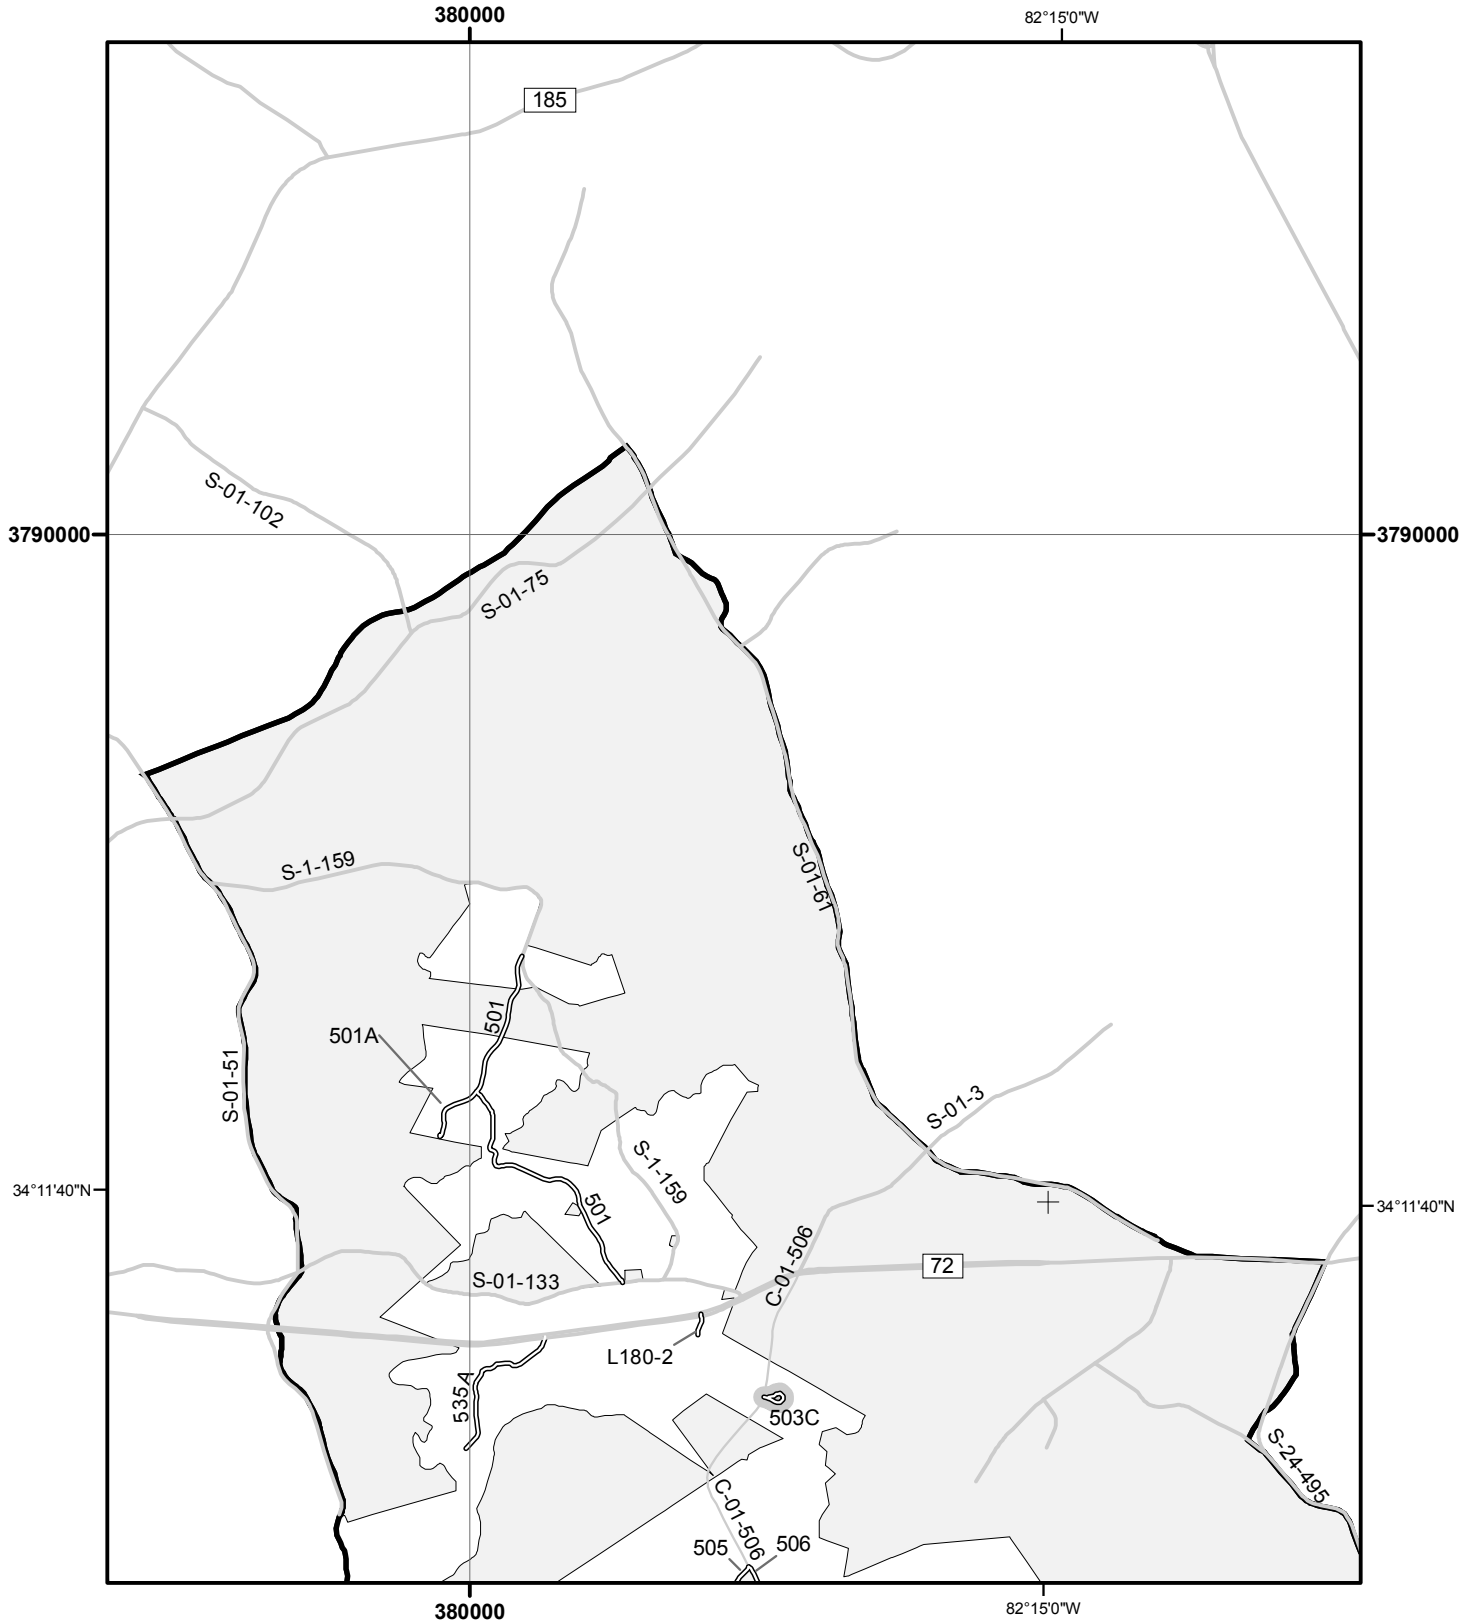 380000
82°15'0"W
185
S-01-102
3790000
3790000
S-01-75
S-1-159
S-01-61
501
501A
S-01-51
S-01-3
S-1-159
34°11'40"N
501
34°11'40"N
C-01-506
S-01-133
72
L180-2
535A
503C
S-24-495
C-01-506
505
506
380000
82°15'0"W